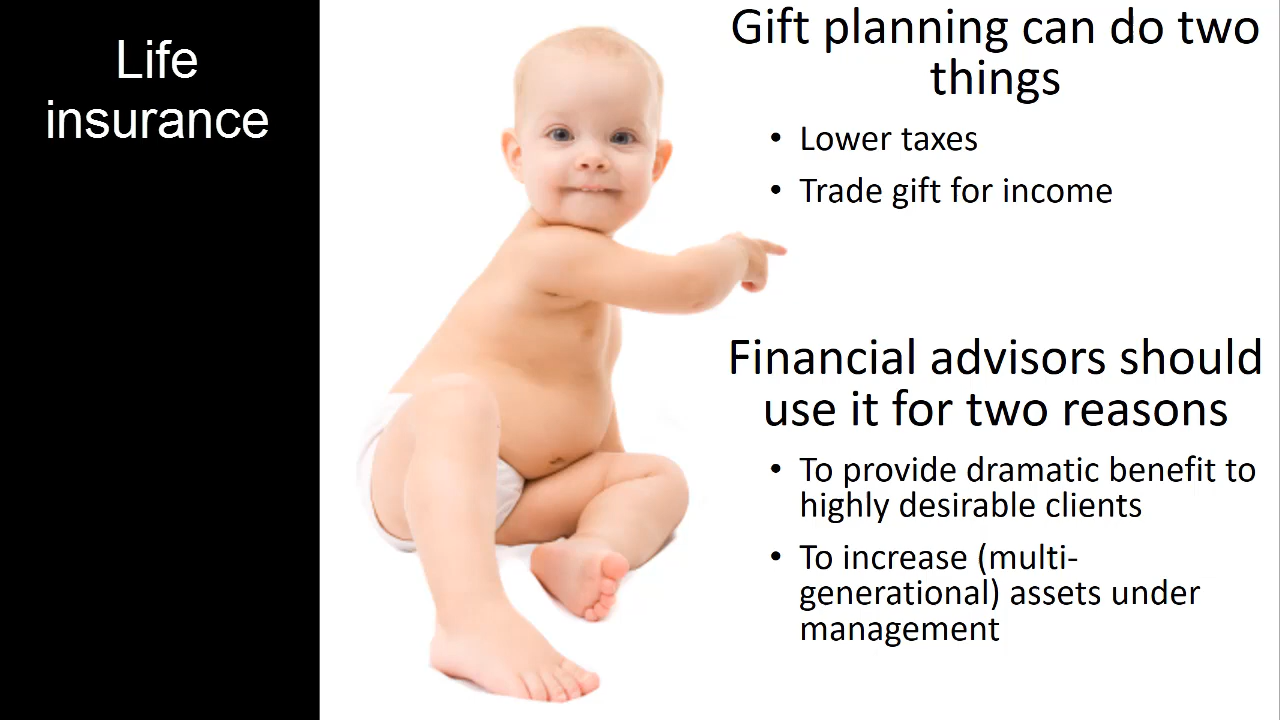 Life
insurance
Gift planning can do two
things
• Lower taxes
• Trade gift for income
Financial advisors should
use it for two reasons
• To provide dramatic benefit to
highly desirable clients
• To increase (multi-
generational) assets under
management